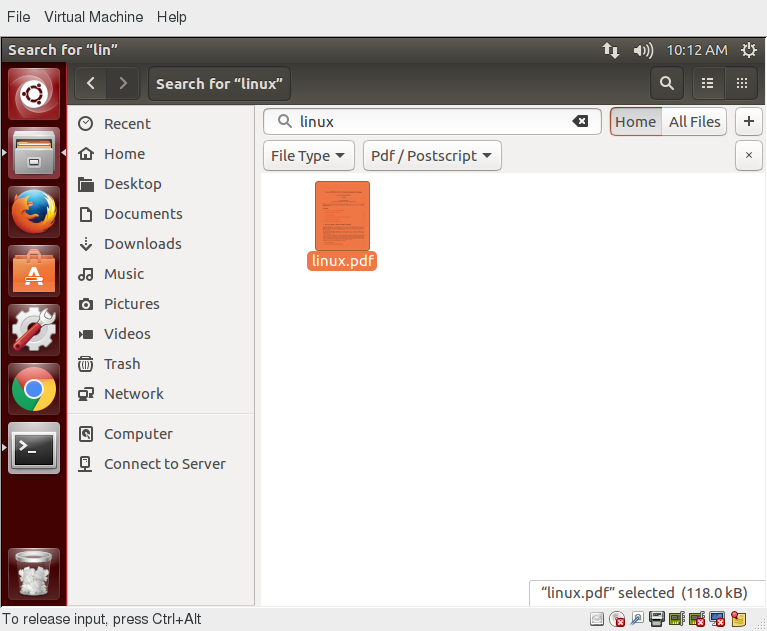 File Virtual Machine Help
Search for “lin” 10:12 AM
Search for “linux”
linux Home All Files
File Type Pdf / Postscript
Recent
Home
Desktop
Documents
Downloads
Music
Pictures
Videos
Trash
Network
Computer
Connect to Server
linux.pdf
“linux.pdf” selected (118.0 kB)
To release input, press Ctrl+Alt